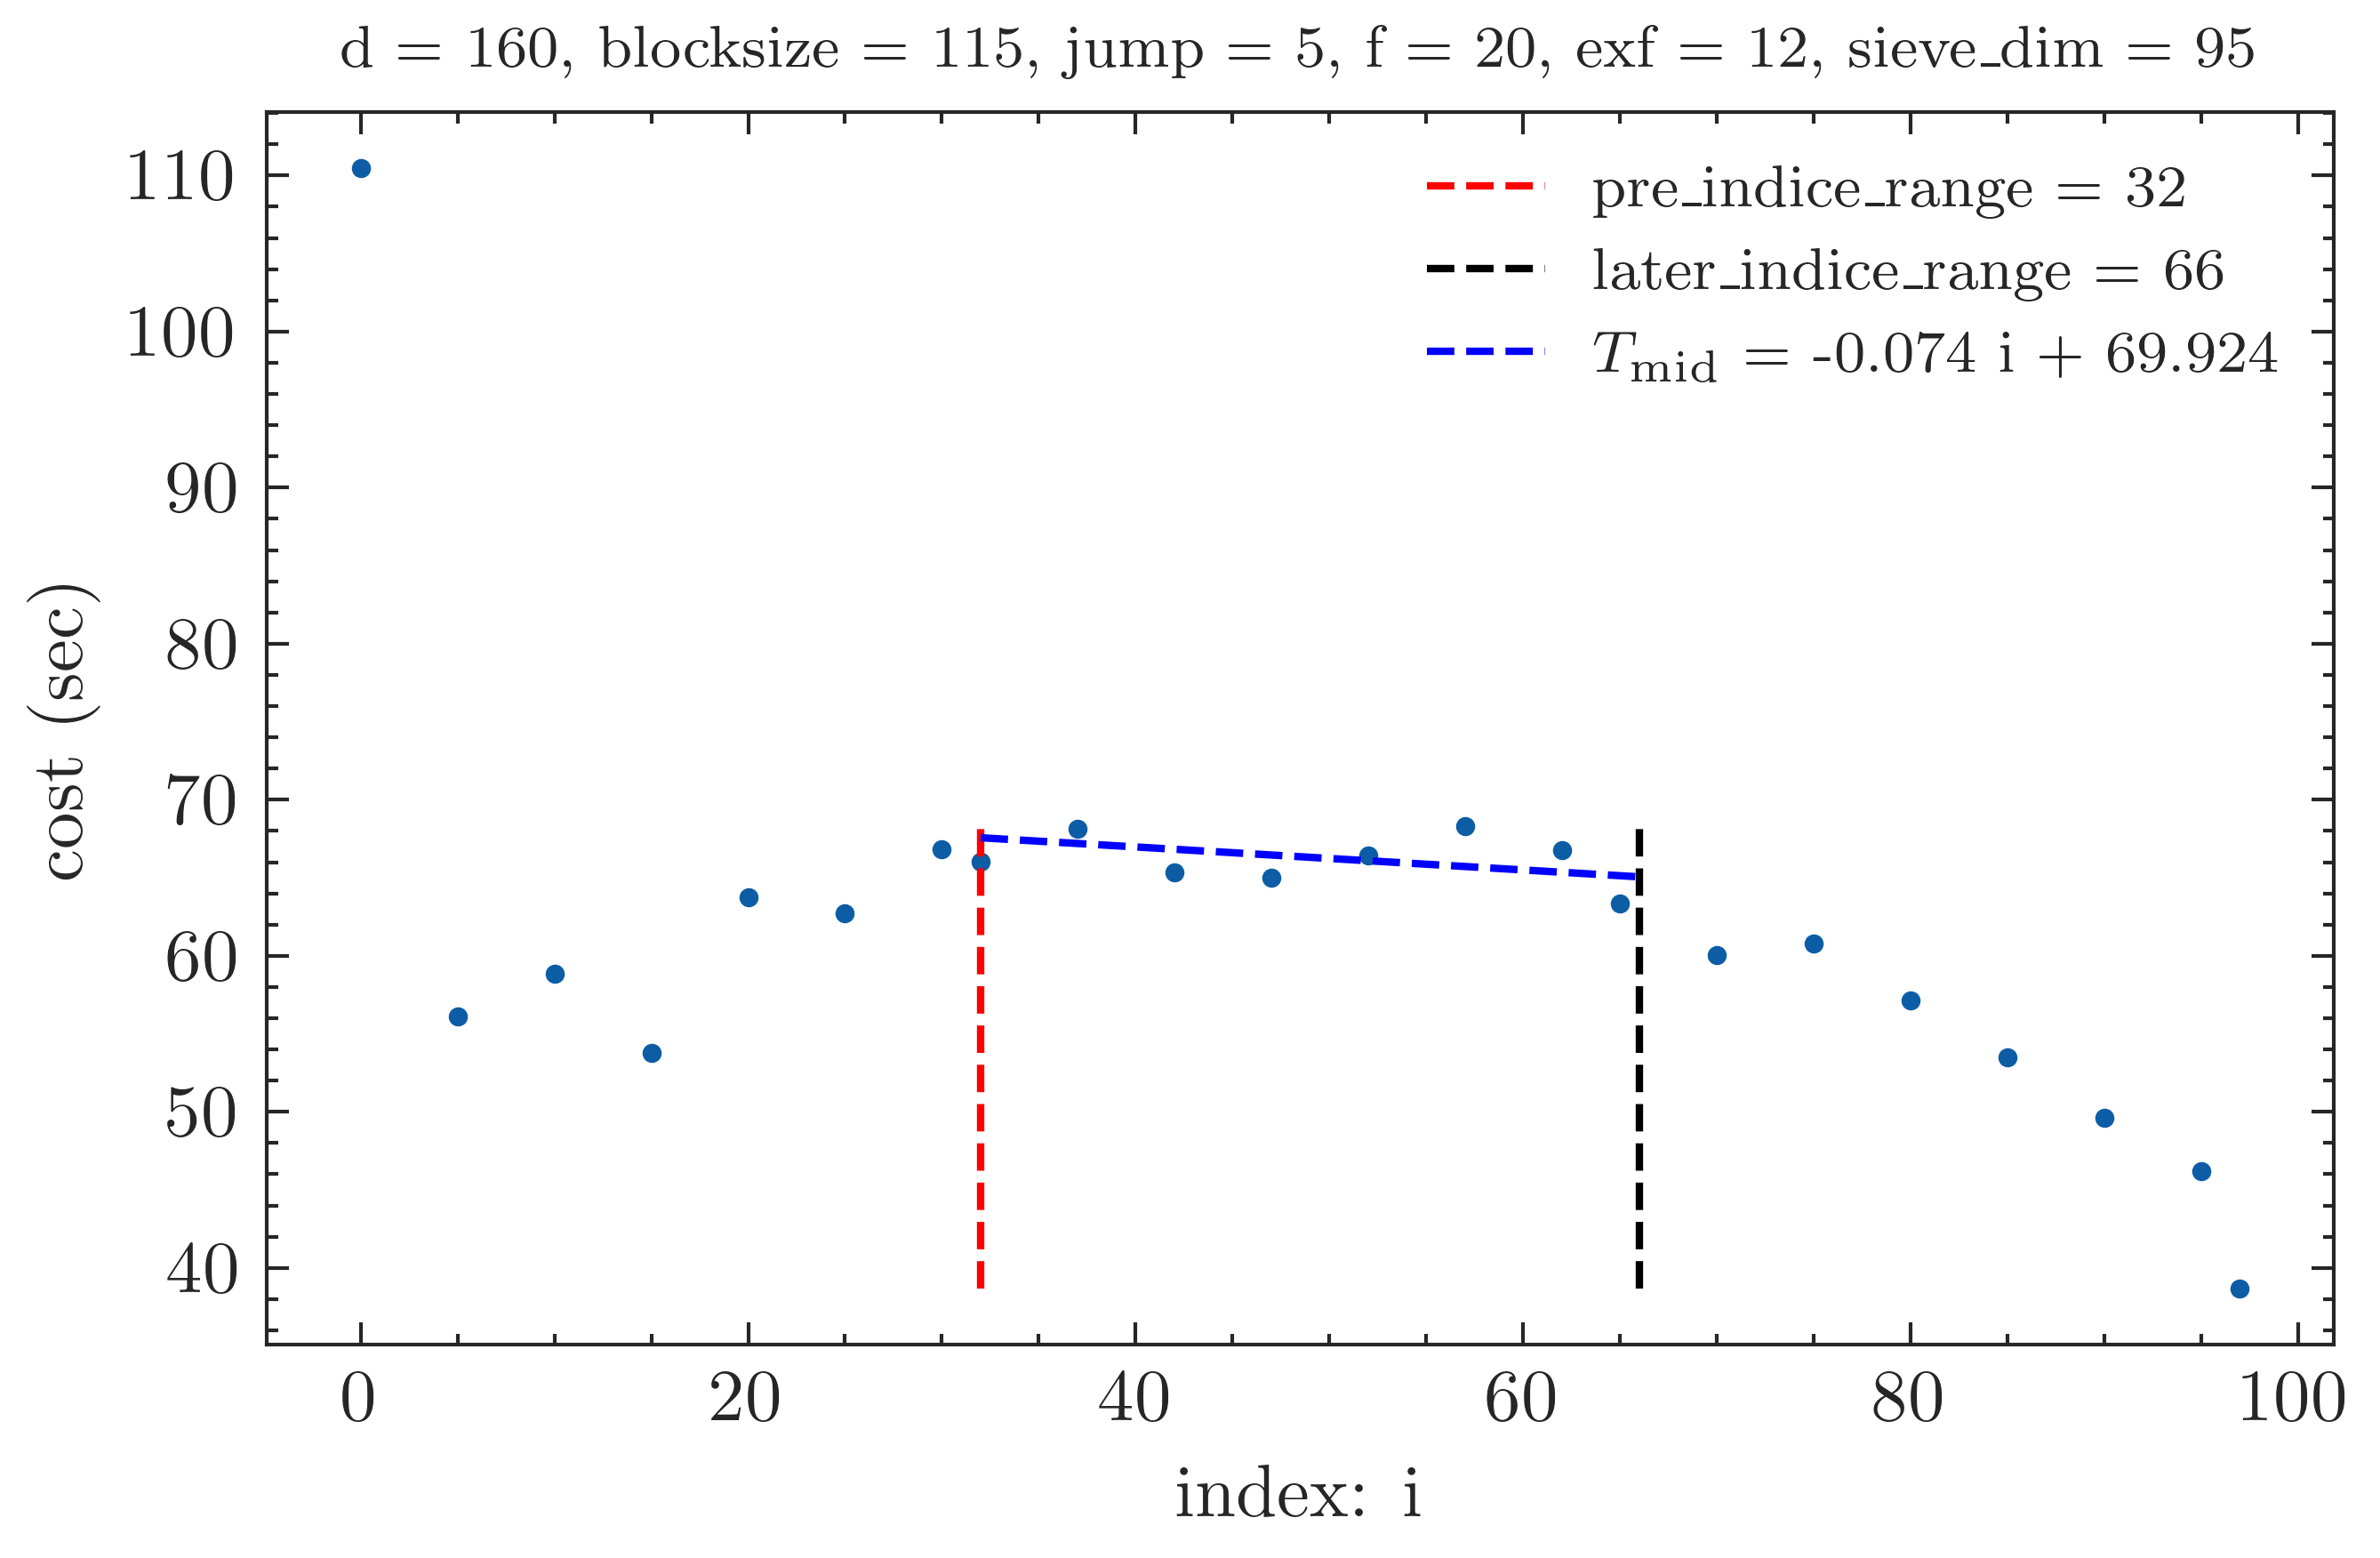 d = 160, blocksize = 115, jump = 5, f = 20, exf = 12, sieve_dim = 95
pre_indice_range = 32
later_indice_range = 66
T_mid = -0.074 i + 69.924
110
100
90
80
70
60
50
40
cost (sec)
0 20 40 60 80 100
index: i